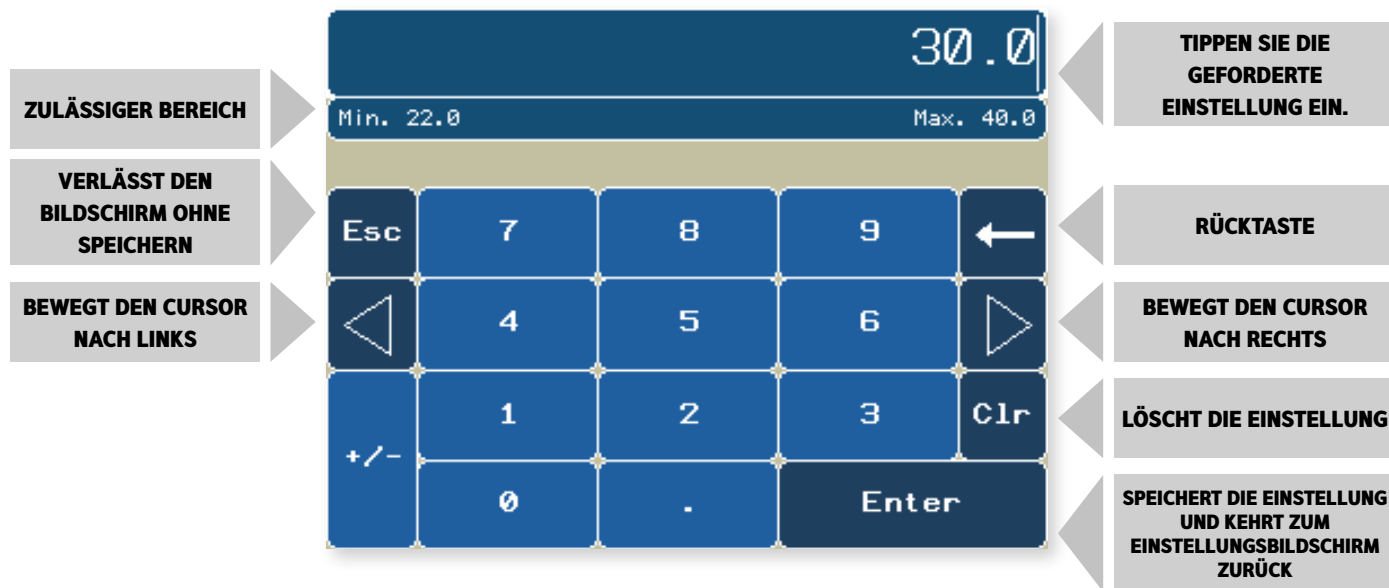 30.0
TIPPEN SIE DIE
GEFORDERTE
EINSTELLUNG EIN.
ZULÄSSIGER BEREICH
Min. 22.0
Max. 40.0
VERLÄSST DEN
BILDSCHIRM OHNE
SPEICHERN
Esc
7
8
9
RÜCKTASTE
BEWEGT DEN CURSOR
NACH LINKS
4
5
6
BEWEGT DEN CURSOR
NACH RECHTS
+/-
1
2
3
Clr
LÖSCHT DIE EINSTELLUNG
0
.
Enter
SPEICHERT DIE EINSTELLUNG
UND KEHRT ZUM
EINSTELLUNGSBILDSCHIRM
ZURÜCK